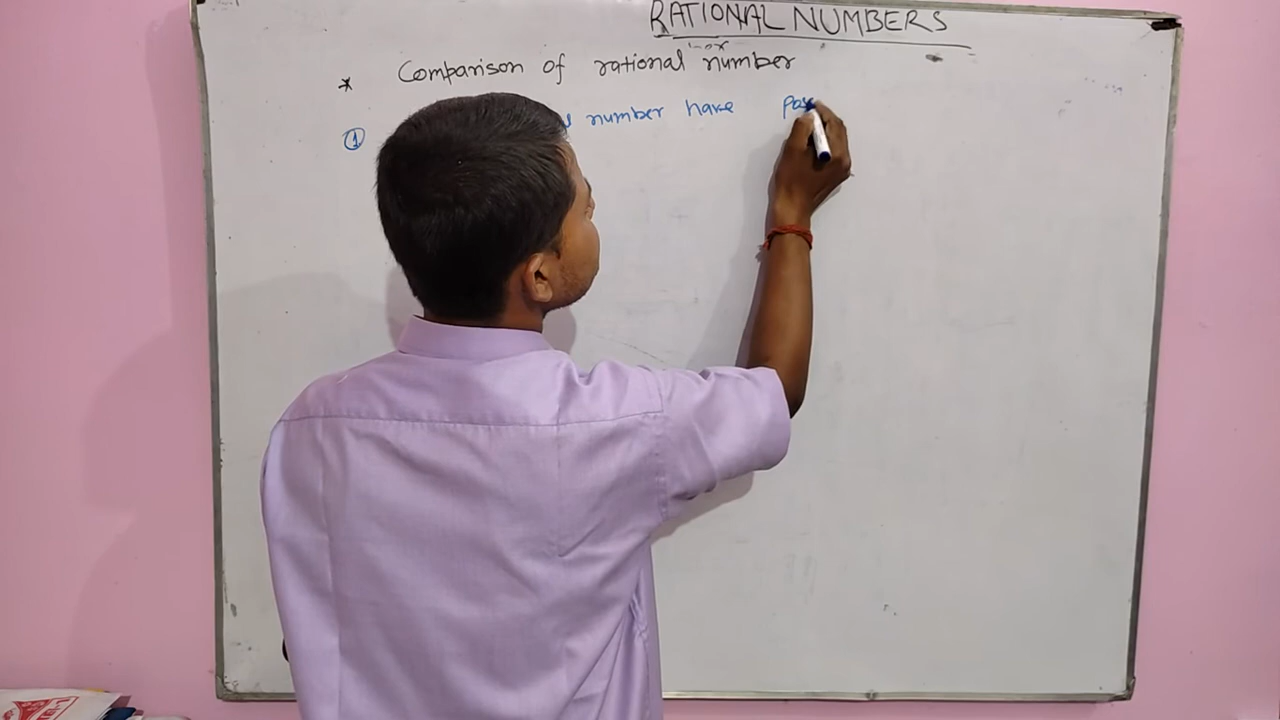 RATIONAL NUMBERS
* Comparison of rational number
① number have